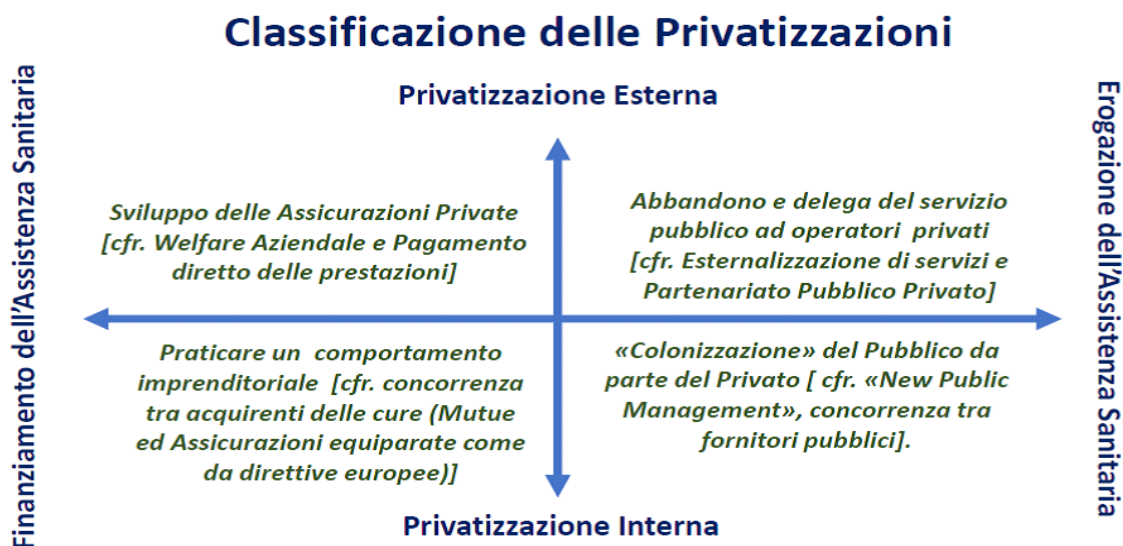 Classificazione delle Privatizzazioni
Privatizzazione Esterna
Finanziamento dell'Assistenza Sanitaria
Sviluppo delle Assicurazioni Private
[cfr. Welfare Aziendale e Pagamento
diretto delle prestazioni]
Abbandono e delega del servizio
pubblico ad operatori privati
[cfr. Esternalizzazione di servizi e
Partenariato Pubblico Privato]
Praticare un comportamento
imprenditoriale [cfr. concorrenza
tra acquirenti delle cure (Mutue
ed Assicurazioni equiparate come
da direttive europee)]
«Colonizzazione» del Pubblico da
parte del Privato [ cfr. «New Public
Management», concorrenza tra
fornitori pubblici].
Erogazione dell'Assistenza Sanitaria
Privatizzazione Interna